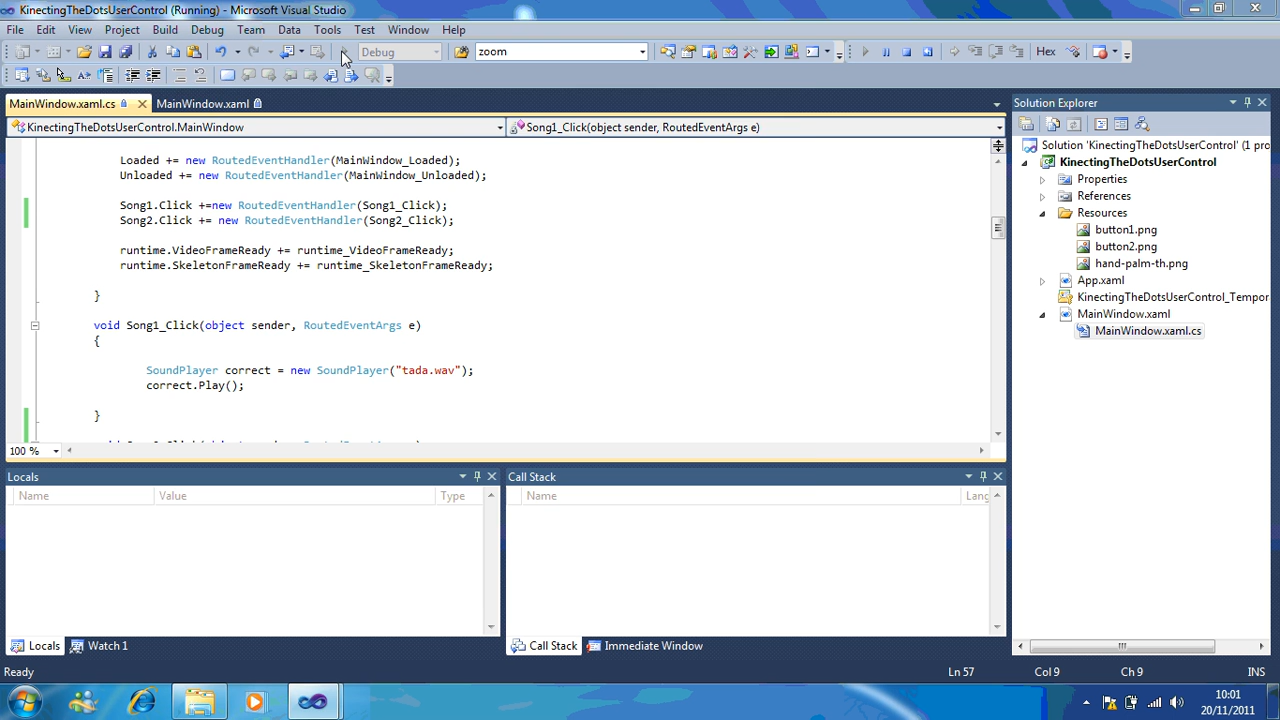 KinectingTheDotsUserControl (Running) - Microsoft Visual Studio
File Edit View Project Build Debug Team Data Tools Test Window Help
Debug zoom Hex
MainWindow.xaml.cs MainWindow.xaml
KinectingTheDotsUserControl.MainWindow Song1_Click(object sender, RoutedEventArgs e)
Loaded += new RoutedEventHandler(MainWindow_Loaded);
Unloaded += new RoutedEventHandler(MainWindow_Unloaded);
Song1.Click +=new RoutedEventHandler(Song1_Click);
Song2.Click += new RoutedEventHandler(Song2_Click);
runtime.VideoFrameReady += runtime_VideoFrameReady;
runtime.SkeletonFrameReady += runtime_SkeletonFrameReady;
}
void Song1_Click(object sender, RoutedEventArgs e)
{
SoundPlayer correct = new SoundPlayer("tada.wav");
correct.Play();
}
100 %
Solution Explorer
Solution 'KinectingTheDotsUserControl' (1 pro
KinectingTheDotsUserControl
Properties
References
Resources
button1.png
button2.png
hand-palm-th.png
App.xaml
KinectingTheDotsUserControl_Tempor
MainWindow.xaml
MainWindow.xaml.cs
Locals
Name Value Type
Call Stack
Name Lang
Locals Watch 1
Call Stack Immediate Window
Ready Ln 57 Col 9 Ch 9 INS
10:01
20/11/2011